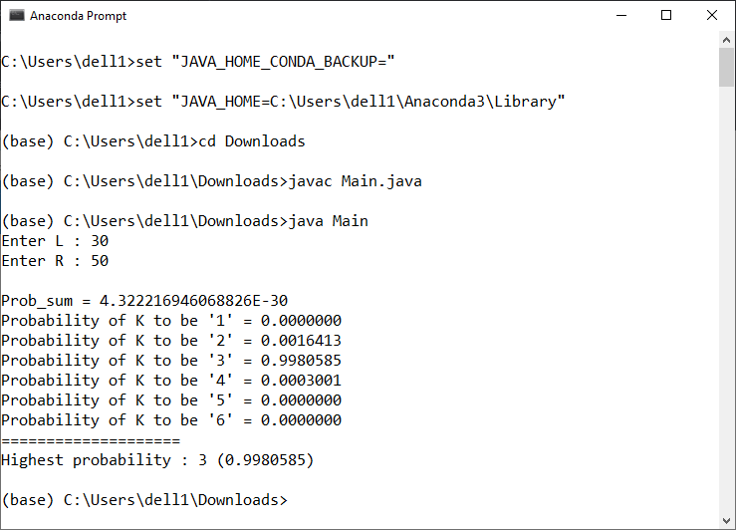 Anaconda Prompt
C:\Users\dell1>set "JAVA_HOME_CONDA_BACKUP="
C:\Users\dell1>set "JAVA_HOME=C:\Users\dell1\Anaconda3\Library"
(base) C:\Users\dell1>cd Downloads
(base) C:\Users\dell1\Downloads>javac Main.java
(base) C:\Users\dell1\Downloads>java Main
Enter L : 30
Enter R : 50
Prob_sum = 4.322216946068826E-30
Probability of K to be '1' = 0.0000000
Probability of K to be '2' = 0.0016413
Probability of K to be '3' = 0.9980585
Probability of K to be '4' = 0.0003001
Probability of K to be '5' = 0.0000000
Probability of K to be '6' = 0.0000000
====================
Highest probability : 3 (0.9980585)
(base) C:\Users\dell1\Downloads>